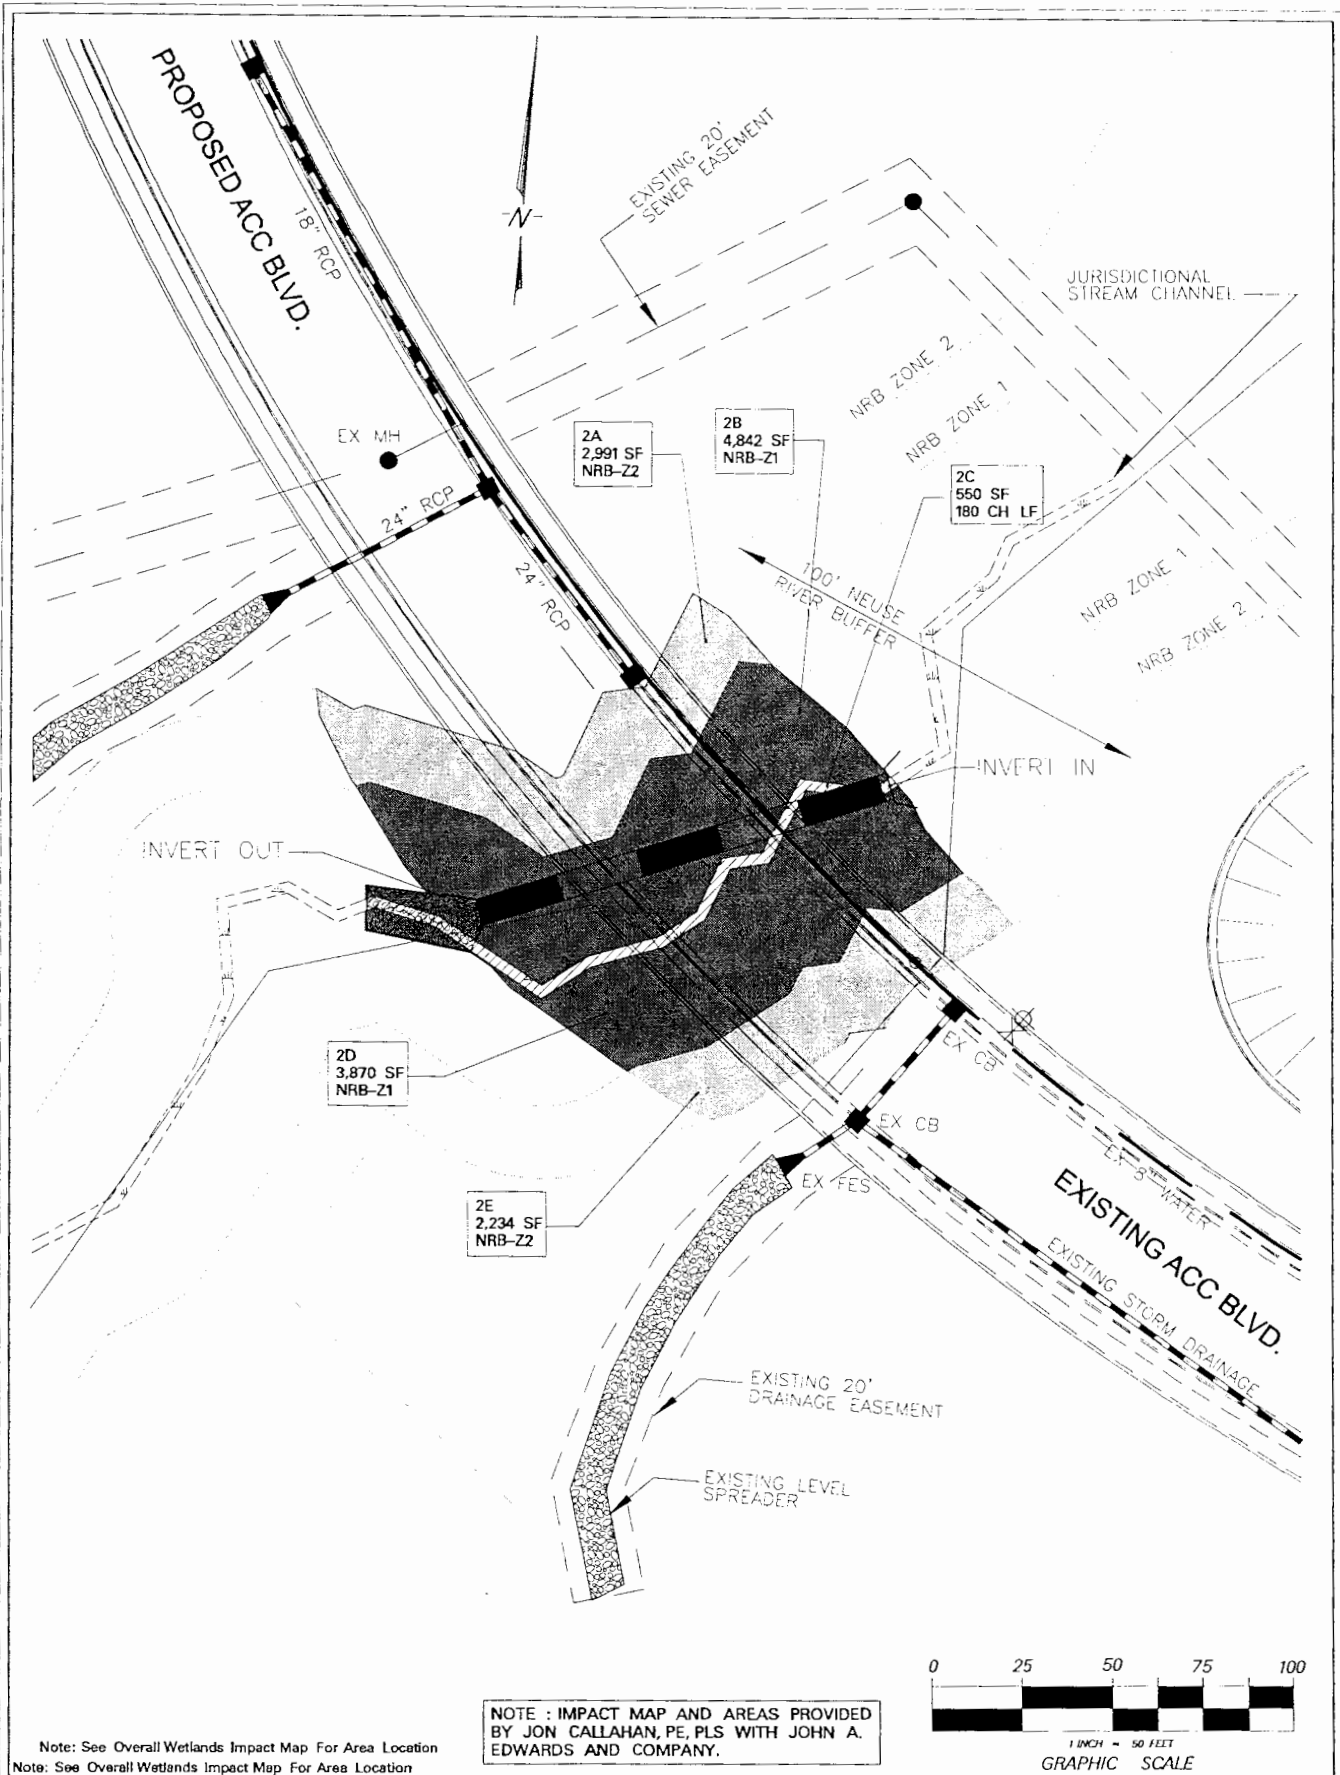 PROPOSED ACC BLVD.
18" RCP
-N-
EXISTING 20'
SEWER EASEMENT
JURISDICTIONAL
STREAM CHANNEL
NRB ZONE 2
NRB ZONE 1
EX MH
24" RCP
24" RCP
2A
2,991 SF
NRB-Z2
2B
4,842 SF
NRB-Z1
2C
550 SF
180 CH LF
100' NEUSE
RIVER BUFFER
NRB ZONE 1
NRB ZONE 2
INVERT IN
INVERT OUT
2D
3,870 SF
NRB-Z1
2E
2,234 SF
NRB-Z2
EX CB
EX CB
EX FES
EX 8" WATER
EXISTING ACC BLVD.
EXISTING STORM DRAINAGE
EXISTING 20'
DRAINAGE EASEMENT
EXISTING LEVEL
SPREADER
0 25 50 75 100
1 INCH = 50 FEET
GRAPHIC SCALE
NOTE : IMPACT MAP AND AREAS PROVIDED
BY JON CALLAHAN, PE, PLS WITH JOHN A.
EDWARDS AND COMPANY.
Note: See Overall Wetlands Impact Map For Area Location
Note: See Overall Wetlands Impact Map For Area Location